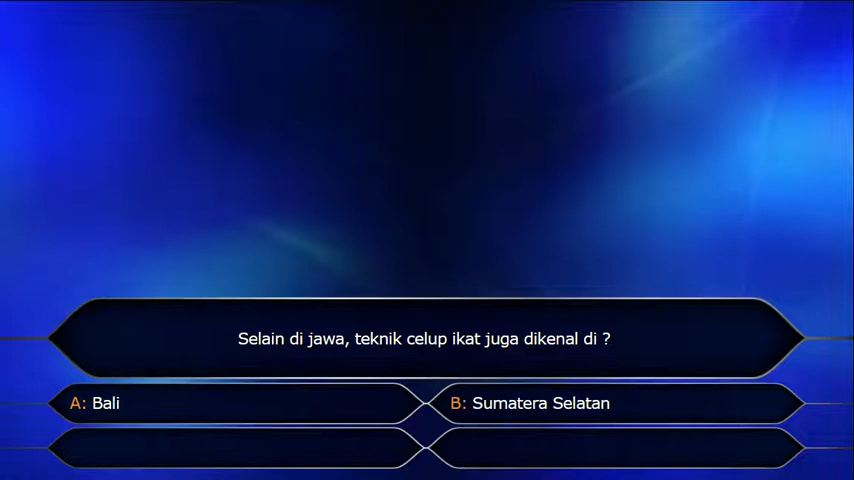 Selain di jawa, teknik celup ikat juga dikenal di ?
A: Bali
B: Sumatera Selatan